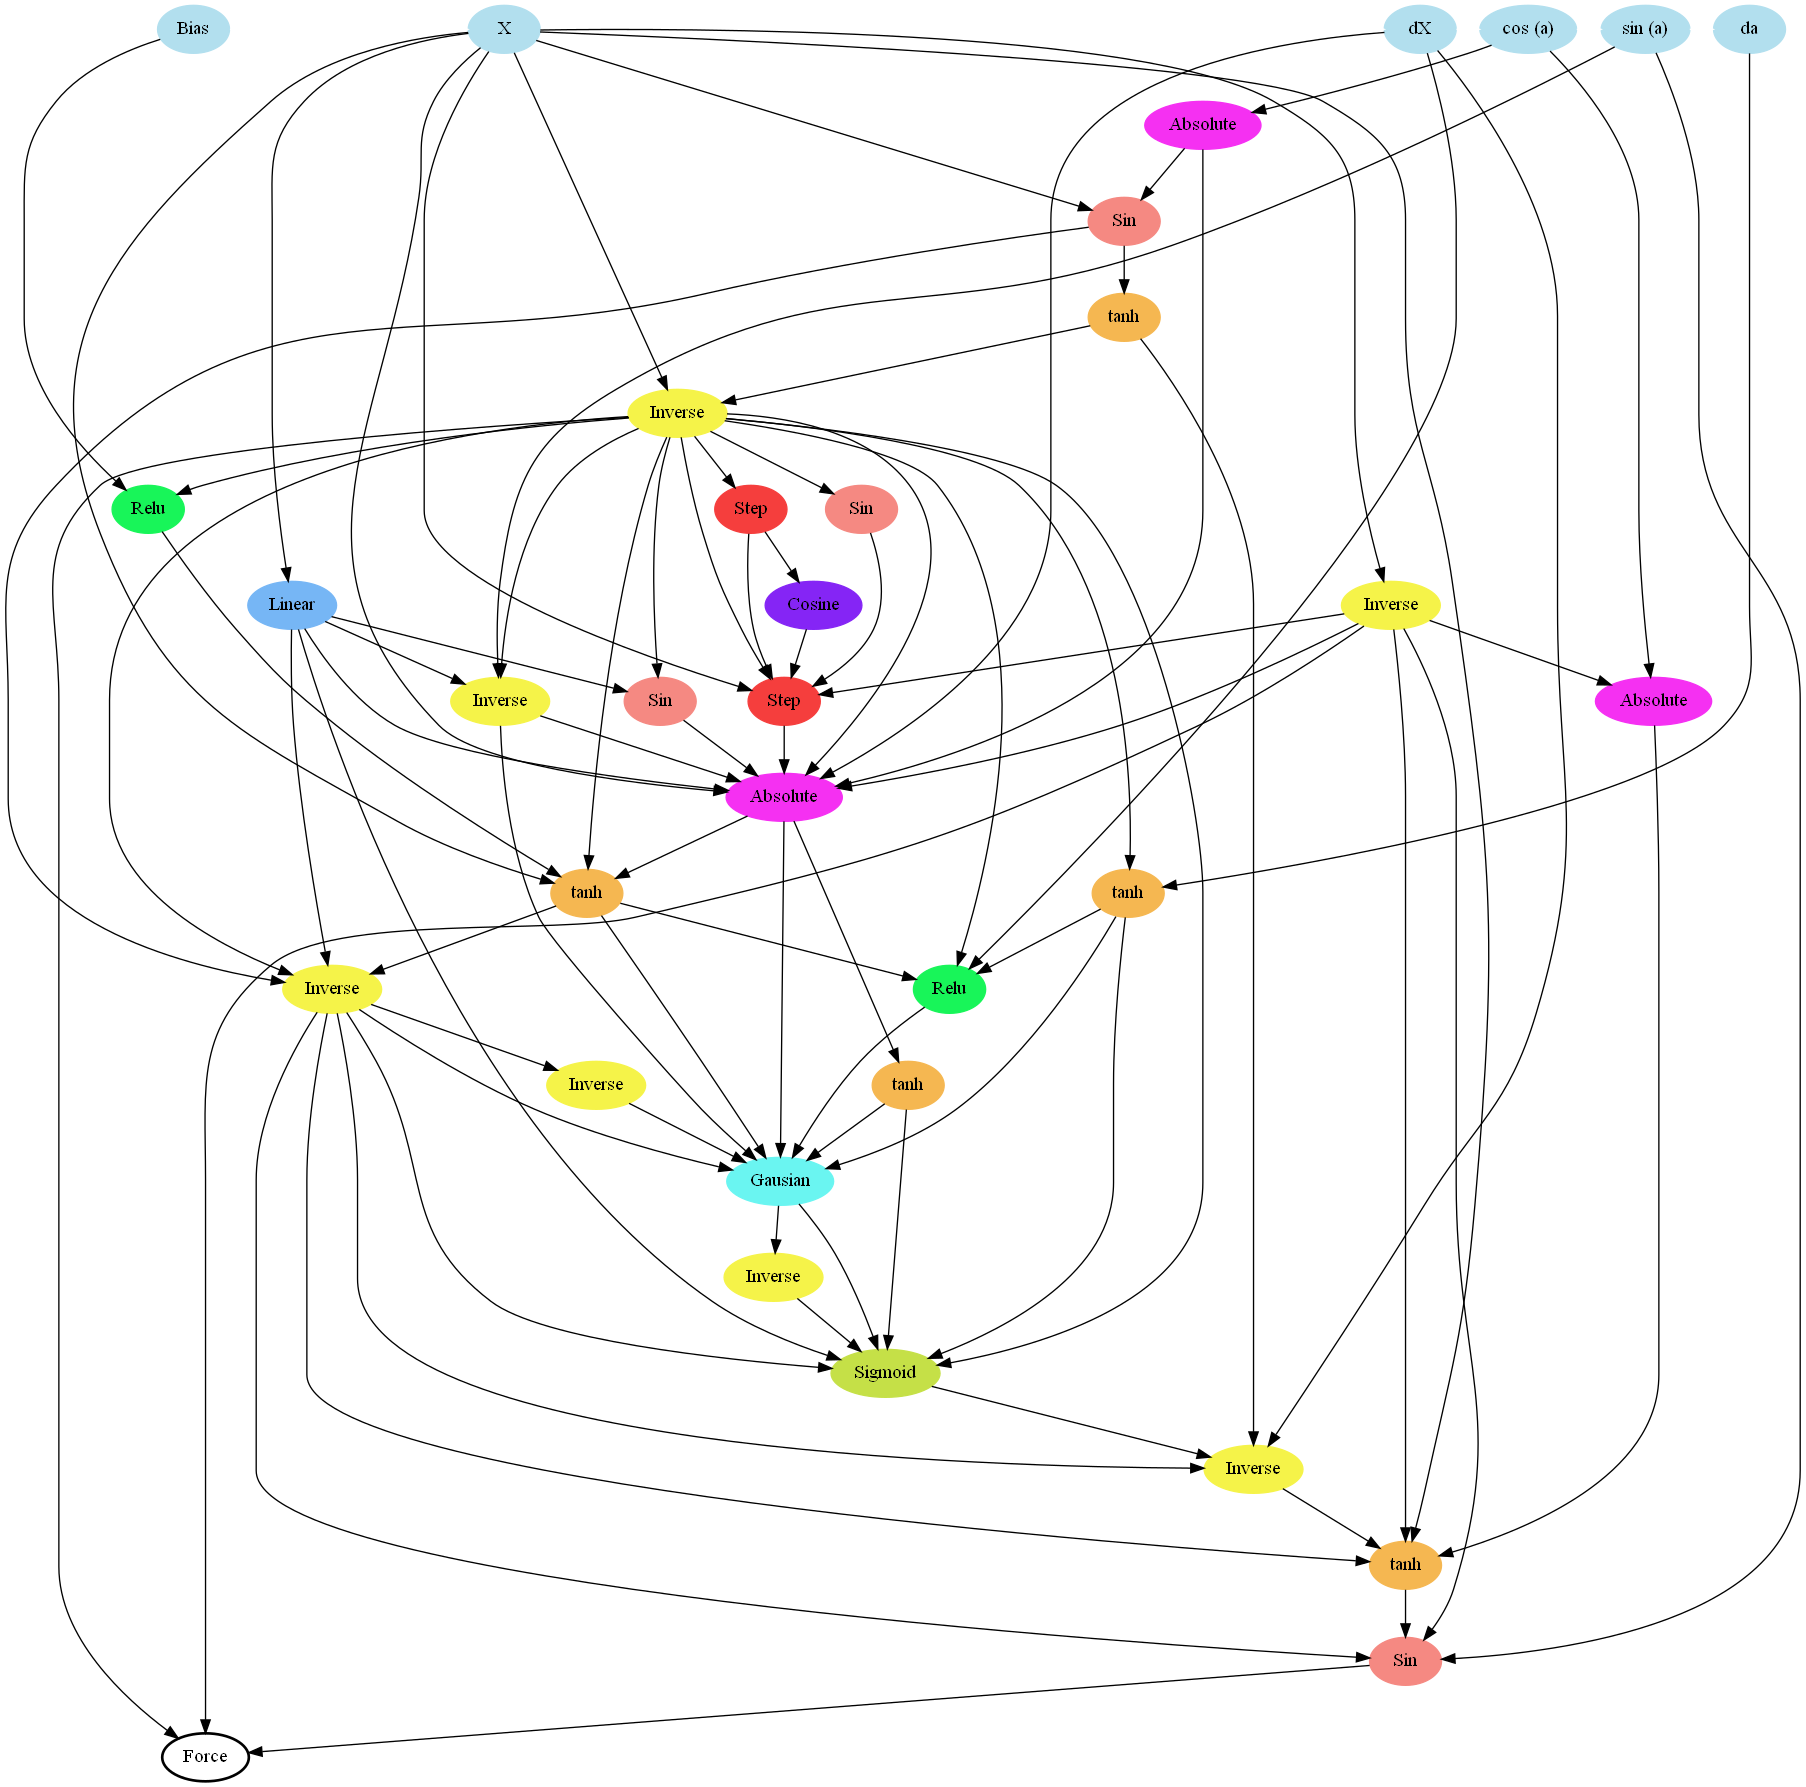 Bias
X
dX
cos (a)
sin (a)
da
Absolute
Sin
tanh
Inverse
Relu
Step
Sin
Linear
Cosine
Inverse
Inverse
Sin
Step
Absolute
Absolute
tanh
tanh
Inverse
Relu
Inverse
tanh
Gausian
Inverse
Sigmoid
Inverse
tanh
Sin
Force